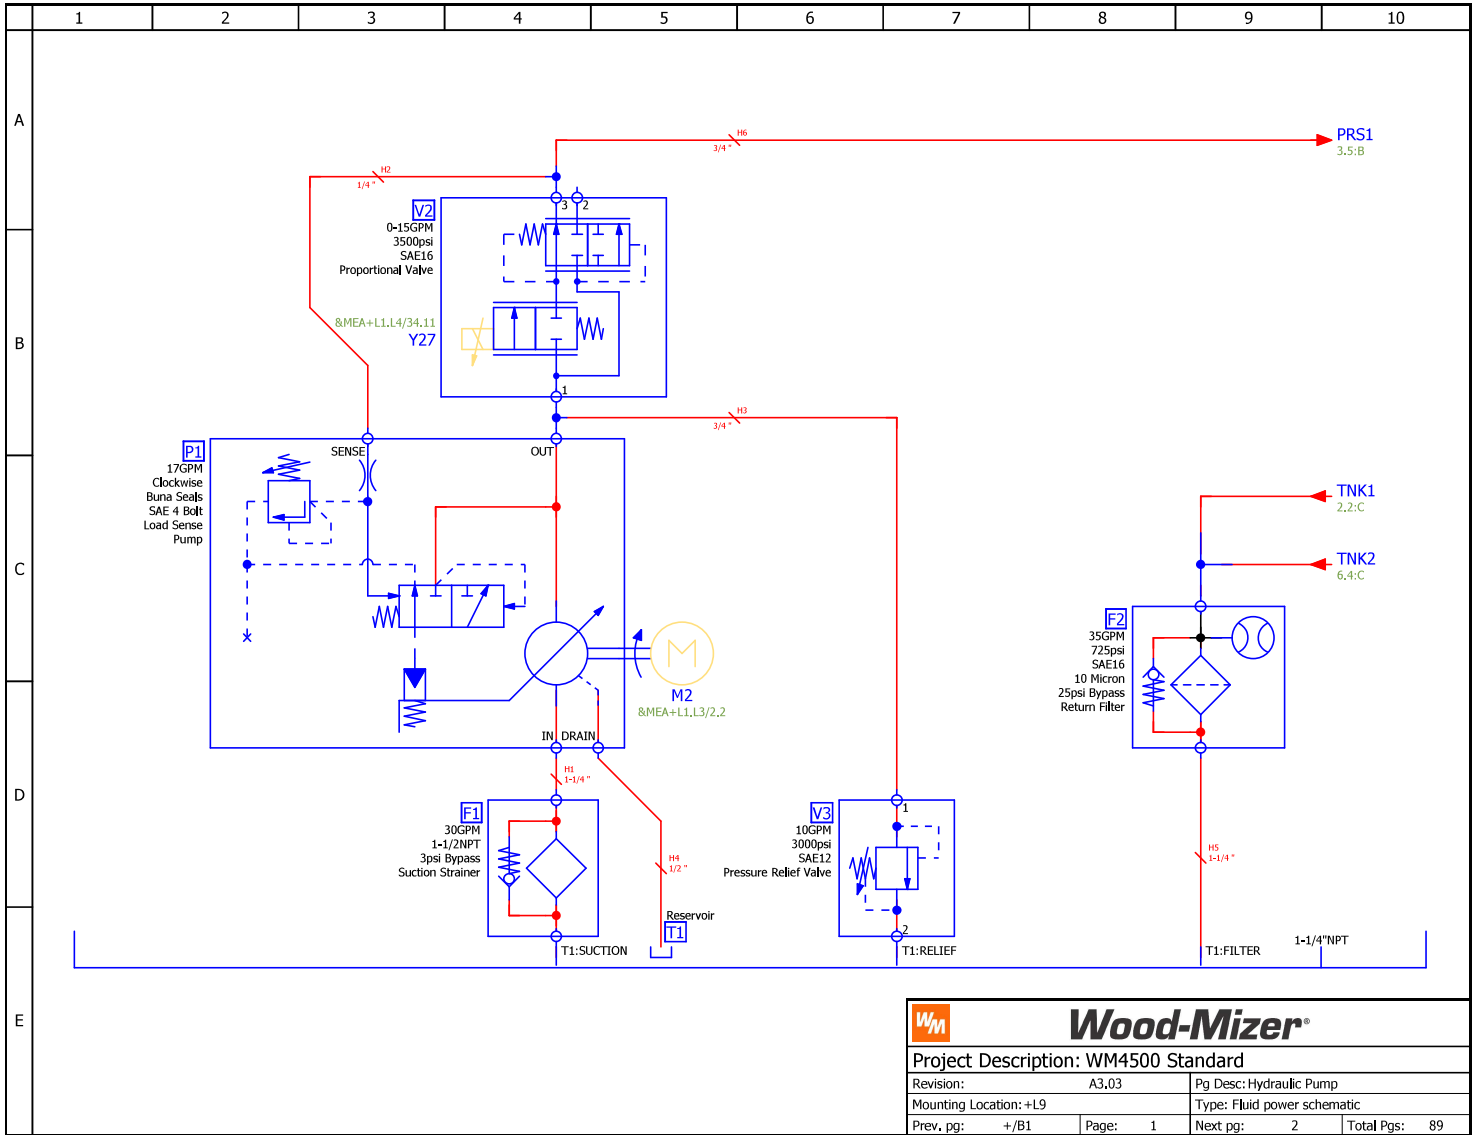 1 2 3 4 5 6 7 8 9 10
A
H6
3/4 "
PRS1
3.5:B
H2
1/4 "
V2
0-15GPM
3500psi
SAE16
Proportional Valve
3 2
B
&MEA+L1.L4/34.11
Y27
1
H3
3/4 "
P1
17GPM
Clockwise
Buna Seals
SAE 4 Bolt
Load Sense
Pump
SENSE
OUT
TNK1
2.2:C
C
TNK2
6.4:C
M
M2
&MEA+L1.L3/2.2
F2
35GPM
725psi
SAE16
10 Micron
25psi Bypass
Return Filter
IN DRAIN
H1
1-1/4 "
D
F1
30GPM
1-1/2NPT
3psi Bypass
Suction Strainer
H4
1/2 "
V3
10GPM
3000psi
SAE12
Pressure Relief Valve
1
2
H5
1-1/4 "
Reservoir
T1
T1:SUCTION
T1:RELIEF
T1:FILTER
1-1/4"NPT
E
WM
Wood-Mizer®
Project Description: WM4500 Standard
Revision: A3.03 Pg Desc: Hydraulic Pump
Mounting Location: +L9 Type: Fluid power schematic
Prev. pg: +/B1 Page: 1 Next pg: 2 Total Pgs: 89